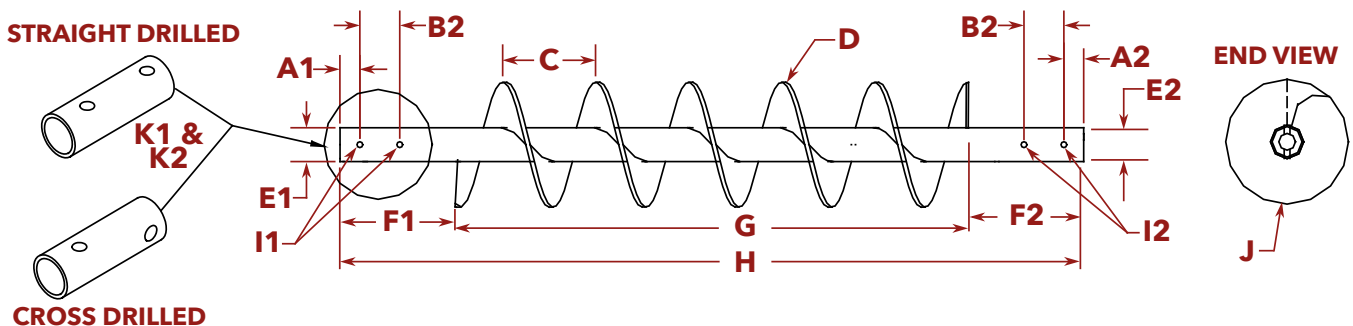 STRAIGHT DRILLED
A1
B2
C
D
B2
A2
E2
END VIEW
K1 &
K2
E1
I1
F1
G
F2
I2
H
J
CROSS DRILLED